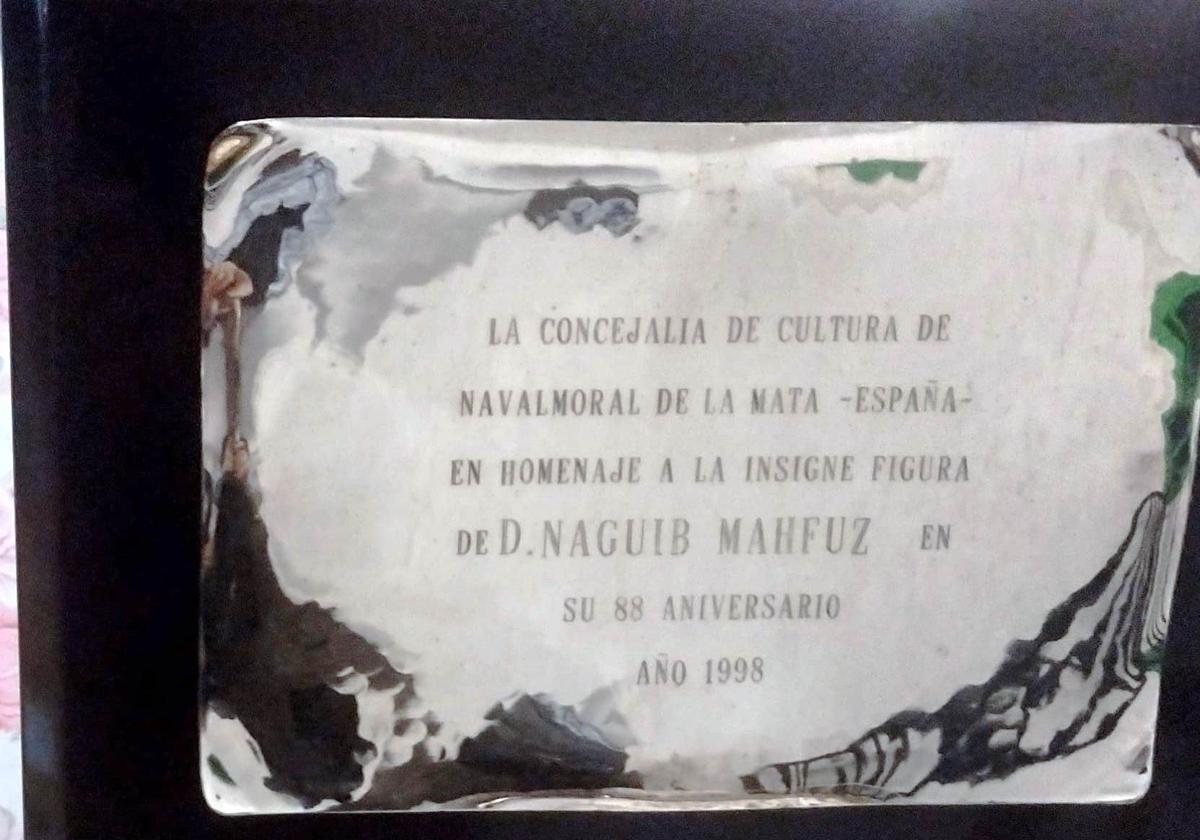 LA CONCEJALIA DE CULTURA DE
NAVALMORAL DE LA MATA -ESPAÑA-
EN HOMENAJE A LA INSIGNE FIGURA
DE D.NAGUIB MAHFUZ EN
SU 88 ANIVERSARIO
AÑO 1998